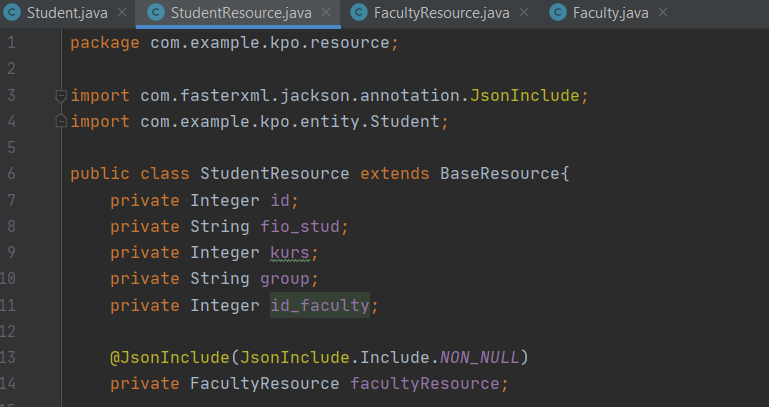 Student.java × StudentResource.java × FacultyResource.java × Faculty.java ×
1 package com.example.kpo.resource;
2
3 import com.fasterxml.jackson.annotation.JsonInclude;
4 import com.example.kpo.entity.Student;
5
6 public class StudentResource extends BaseResource{
7 private Integer id;
8 private String fio_stud;
9 private Integer kurs;
10 private String group;
11 private Integer id_faculty;
12
13 @JsonInclude(JsonInclude.Include.NON_NULL)
14 private FacultyResource facultyResource;